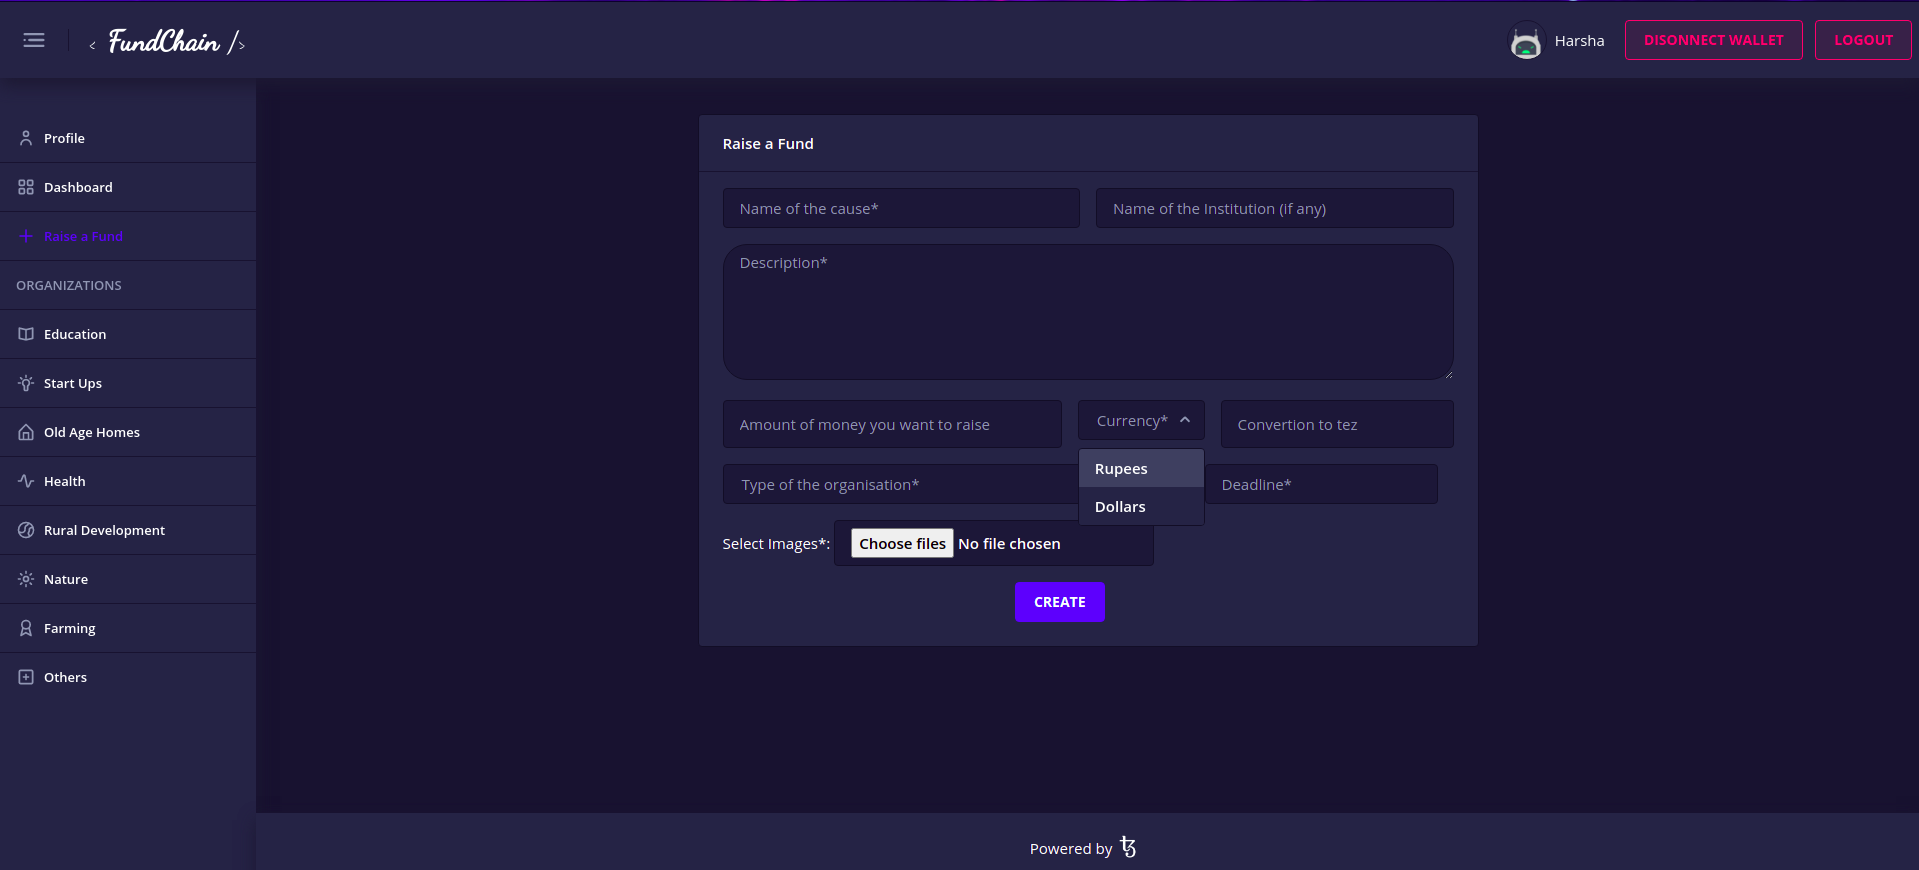 < FundChain />
Harsha
DISONNECT WALLET
LOGOUT
Profile
Dashboard
Raise a Fund
ORGANIZATIONS
Education
Start Ups
Old Age Homes
Health
Rural Development
Nature
Farming
Others
Raise a Fund
Name of the cause*
Name of the Institution (if any)
Description*
Amount of money you want to raise
Currency*
Convertion to tez
Rupees
Dollars
Type of the organisation*
Deadline*
Select Images*: Choose files No file chosen
CREATE
Powered by